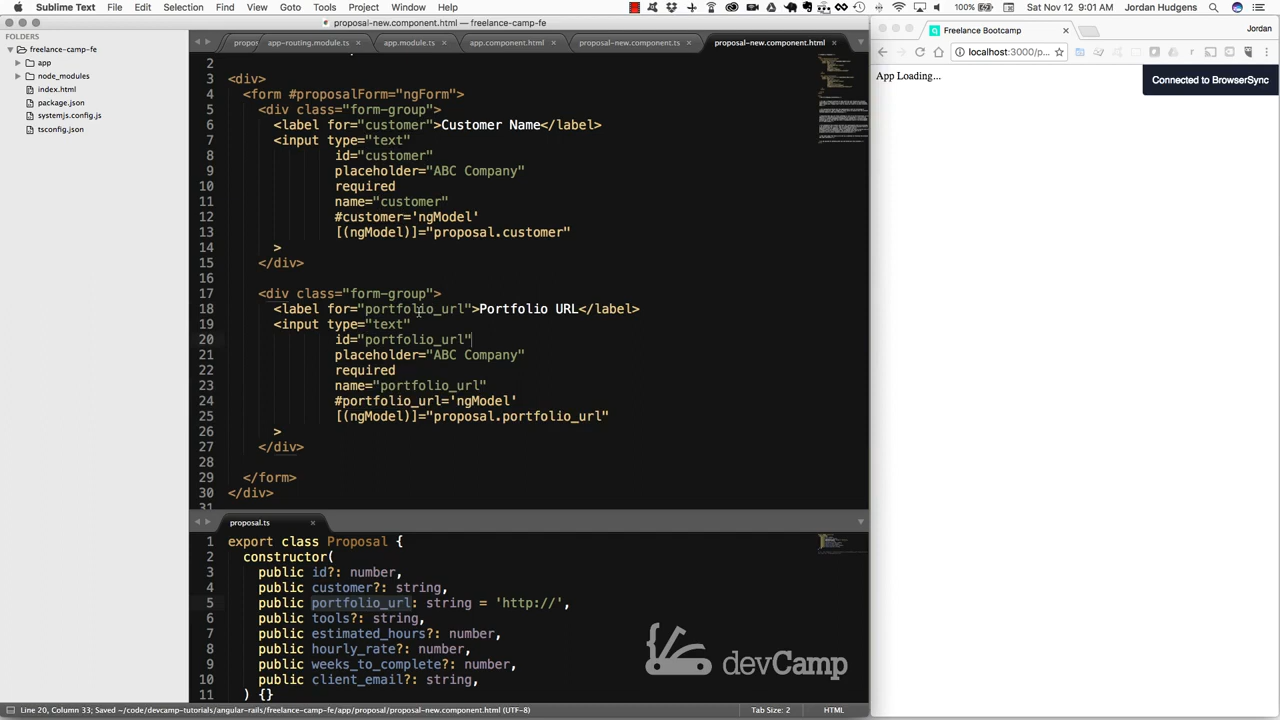 Sublime Text File Edit Selection Find View Goto Tools Project Window Help
100% Sat Nov 12 9:01 AM Jordan Hudgens
proposal-new.component.html — freelance-camp-fe
FOLDERS
freelance-camp-fe
app
node_modules
index.html
package.json
systemjs.config.js
tsconfig.json
propos app-routing.module.ts app.module.ts app.component.html proposal-new.component.ts proposal-new.component.html
2
3 <div>
4 <form #proposalForm="ngForm">
5 <div class="form-group">
6 <label for="customer">Customer Name</label>
7 <input type="text"
8 id="customer"
9 placeholder="ABC Company"
10 required
11 name="customer"
12 #customer='ngModel'
13 [(ngModel)]="proposal.customer"
14 >
15 </div>
16
17 <div class="form-group">
18 <label for="portfolio_url">Portfolio URL</label>
19 <input type="text"
20 id="portfolio_url"
21 placeholder="ABC Company"
22 required
23 name="portfolio_url"
24 #portfolio_url='ngModel'
25 [(ngModel)]="proposal.portfolio_url"
26 >
27 </div>
28
29 </form>
30 </div>
31
proposal.ts
1 export class Proposal {
2 constructor(
3 public id?: number,
4 public customer?: string,
5 public portfolio_url: string = 'http://',
6 public tools?: string,
7 public estimated_hours?: number,
8 public hourly_rate?: number,
9 public weeks_to_complete?: number,
10 public client_email?: string,
11 ) {}
devCamp
Line 20, Column 33; Saved ~/code/devcamp-tutorials/angular-rails/freelance-camp-fe/app/proposal/proposal-new.component.html (UTF-8) Tab Size: 2 HTML
Freelance Bootcamp
Jordan
localhost:3000/p...
App Loading...
Connected to BrowserSync